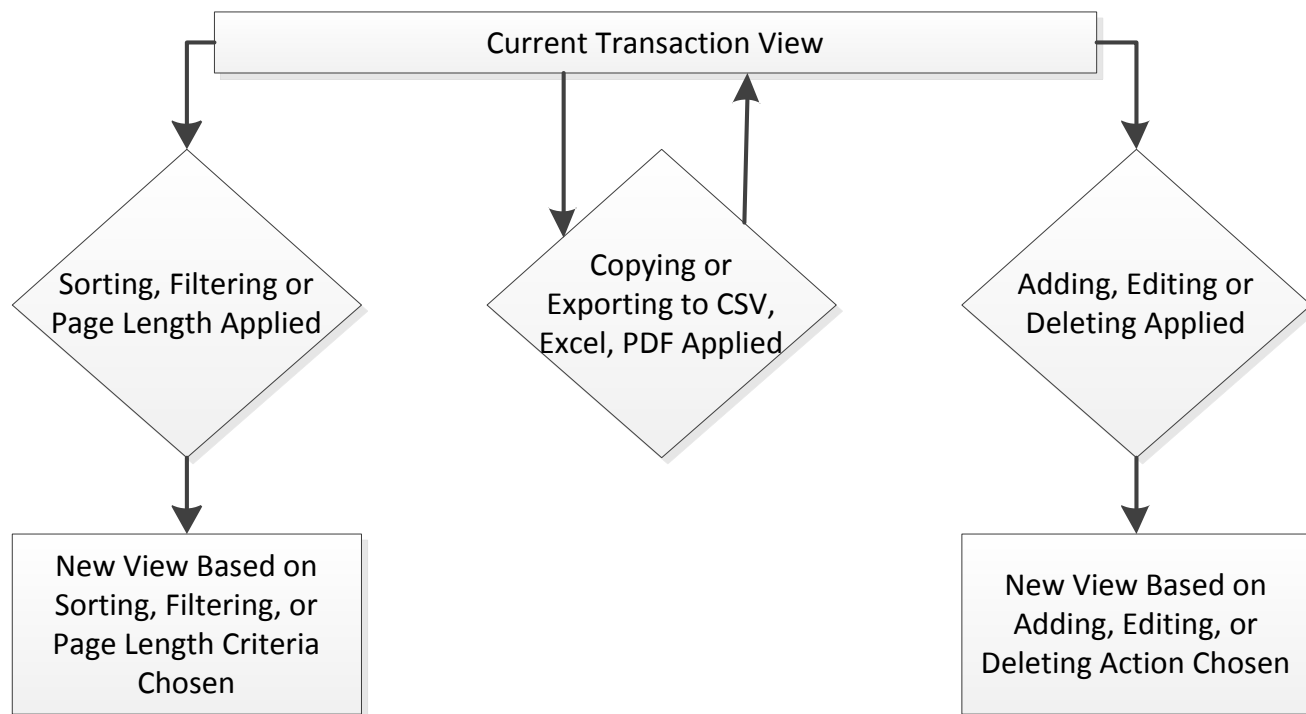 Current Transaction View
Sorting, Filtering or
Page Length Applied
Copying or
Exporting to CSV,
Excel, PDF Applied
Adding, Editing or
Deleting Applied
New View Based on
Sorting, Filtering, or
Page Length Criteria
Chosen
New View Based on
Adding, Editing, or
Deleting Action Chosen